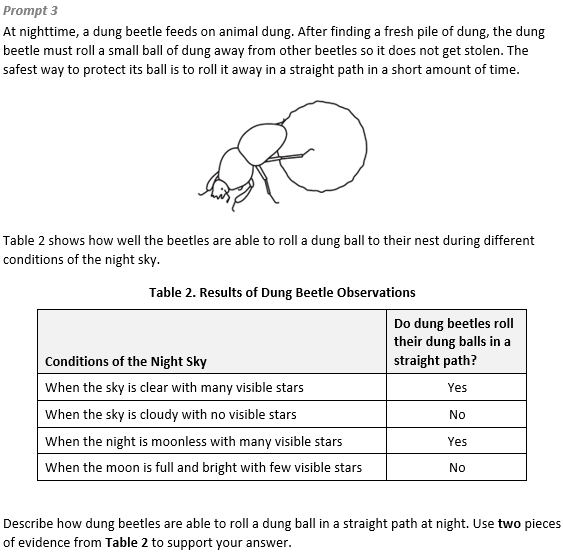 Prompt 3
At nighttime, a dung beetle feeds on animal dung. After finding a fresh pile of dung, the dung
beetle must roll a small ball of dung away from other beetles so it does not get stolen. The
safest way to protect its ball is to roll it away in a straight path in a short amount of time.
Table 2 shows how well the beetles are able to roll a dung ball to their nest during different
conditions of the night sky.
Table 2. Results of Dung Beetle Observations
Conditions of the Night Sky
Do dung beetles roll
their dung balls in a
straight path?
When the sky is clear with many visible stars Yes
When the sky is cloudy with no visible stars No
When the night is moonless with many visible stars Yes
When the moon is full and bright with few visible stars No
Describe how dung beetles are able to roll a dung ball in a straight path at night. Use two pieces
of evidence from Table 2 to support your answer.